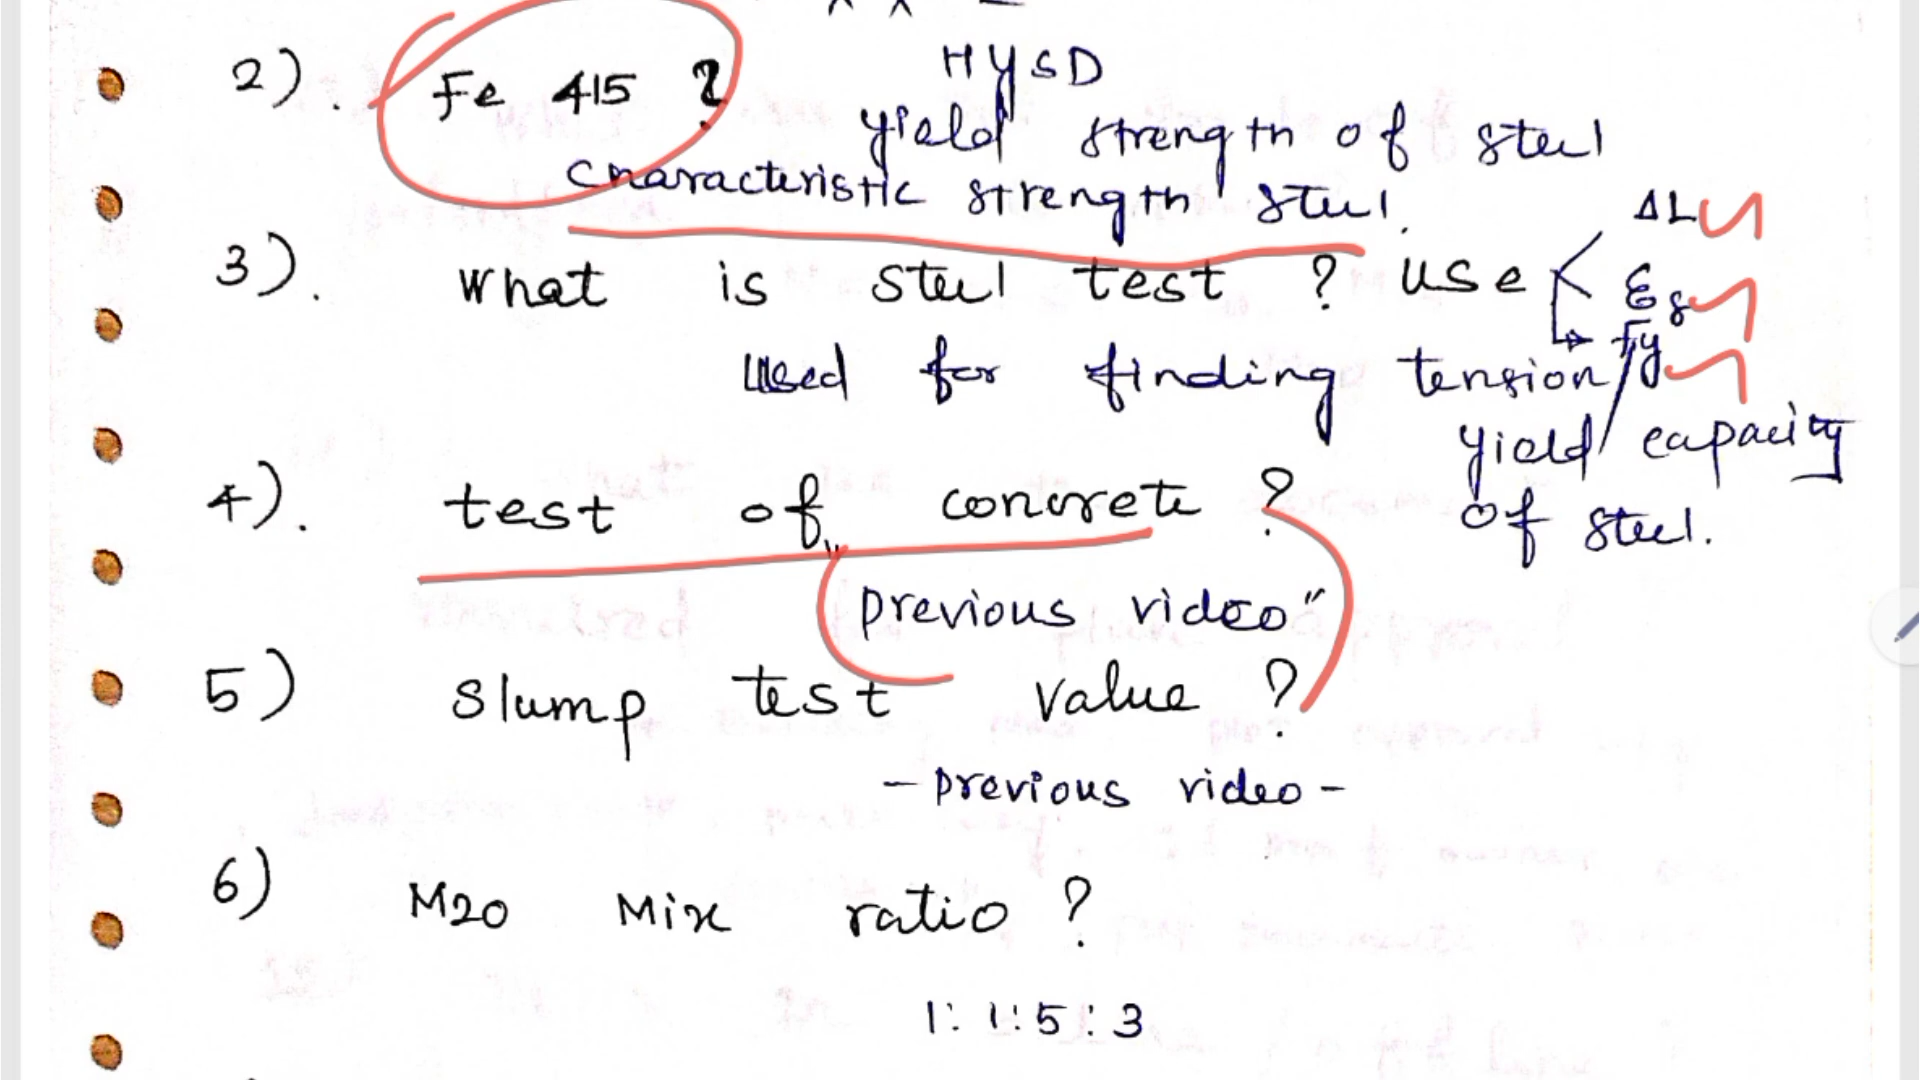 2). Fe 415 ? HYSD
yield strength of steel
characteristic strength steel.
ΔL
3). What is steel test ? use
Es
fy
used for finding tension/
yield capacity
of steel.
4). test of concrete ?
"previous video"
5) Slump test value ?
- previous video -
6) M20 Mix ratio ?
1:1:5:3